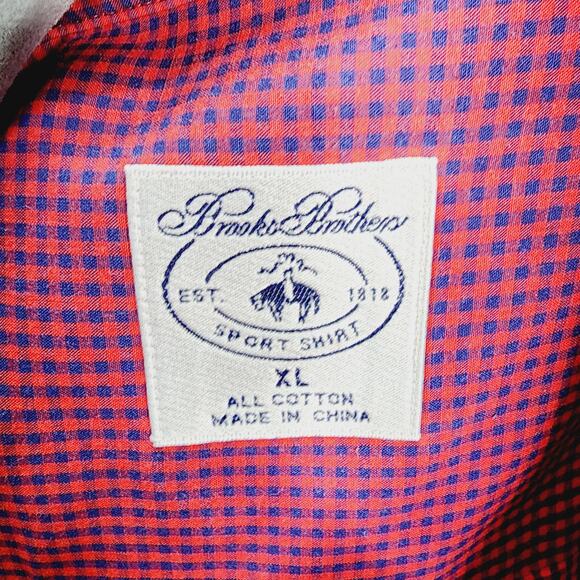 Brooks Brothers
EST. 1818
SPORT SHIRT
XL
ALL COTTON
MADE IN CHINA